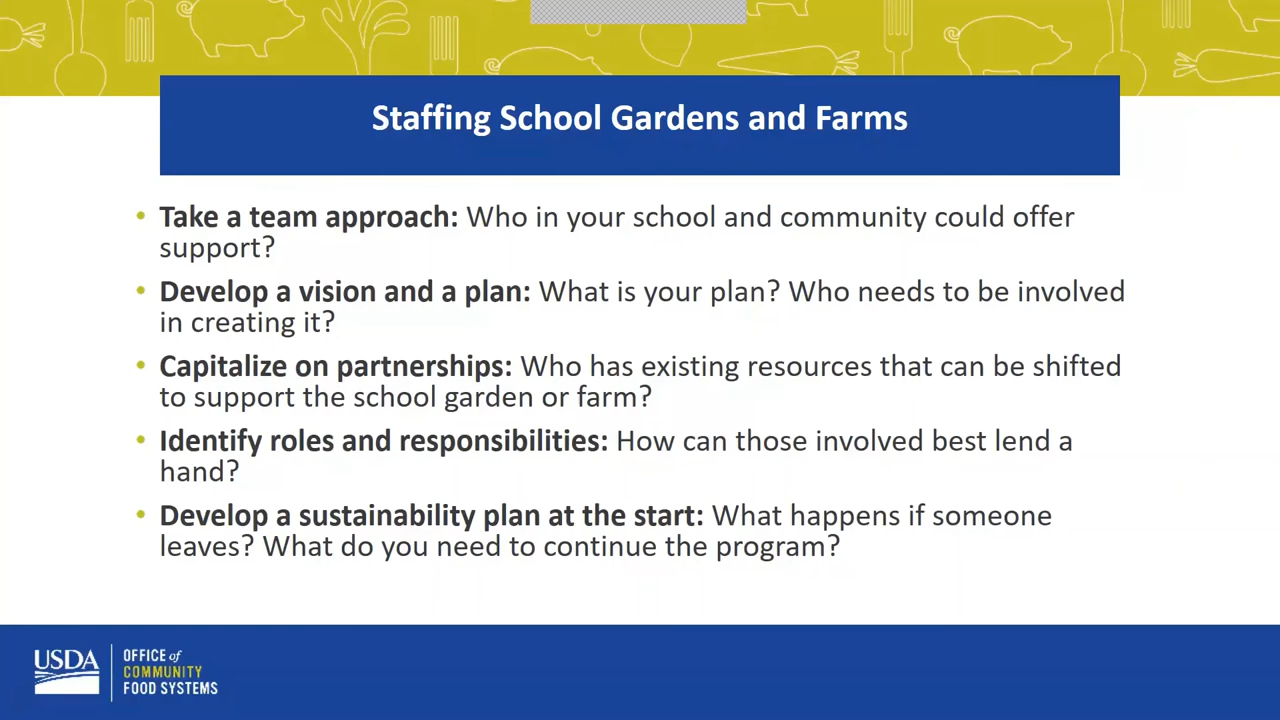 Staffing School Gardens and Farms
• Take a team approach: Who in your school and community could offer
support?
• Develop a vision and a plan: What is your plan? Who needs to be involved
in creating it?
• Capitalize on partnerships: Who has existing resources that can be shifted
to support the school garden or farm?
• Identify roles and responsibilities: How can those involved best lend a
hand?
• Develop a sustainability plan at the start: What happens if someone
leaves? What do you need to continue the program?
USDA
OFFICE of
COMMUNITY
FOOD SYSTEMS